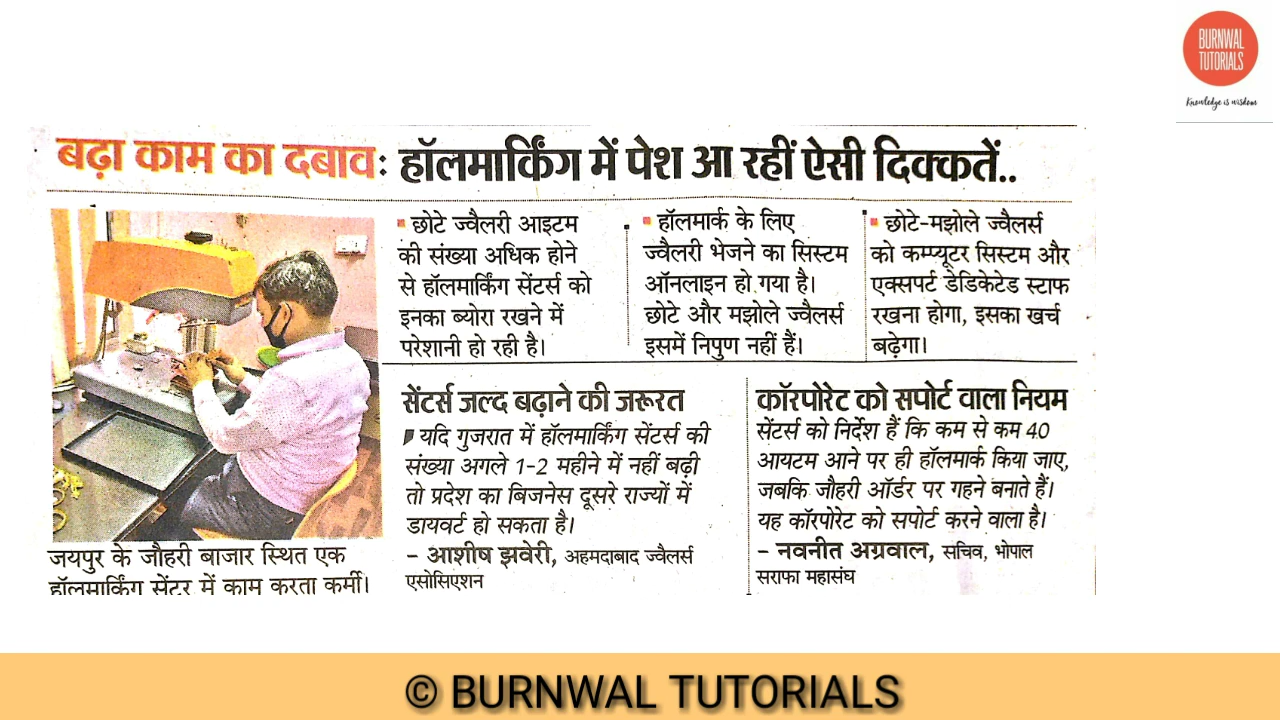 BURNWAL
TUTORIALS
Knowledge is wisdom
बढ़ा काम का दबाव: हॉलमार्किंग में पेश आ रहीं ऐसी दिक्कतें..
छोटे ज्वैलरी आइटम
की संख्या अधिक होने
से हॉलमार्किंग सेंटर्स को
इनका ब्योरा रखने में
परेशानी हो रही है।
हॉलमार्क के लिए
ज्वैलरी भेजने का सिस्टम
ऑनलाइन हो गया है।
छोटे और मझोले ज्वैलर्स
इसमें निपुण नहीं हैं।
छोटे-मझोले ज्वैलर्स
को कम्प्यूटर सिस्टम और
एक्सपर्ट डेडिकेटेड स्टाफ
रखना होगा, इसका खर्च
बढ़ेगा।
जयपुर के जौहरी बाजार स्थित एक
हॉलमार्किंग सेंटर में काम करता कर्मी।
सेंटर्स जल्द बढ़ाने की जरूरत
यदि गुजरात में हॉलमार्किंग सेंटर्स की
संख्या अगले 1-2 महीने में नहीं बढ़ी
तो प्रदेश का बिजनेस दूसरे राज्यों में
डायवर्ट हो सकता है।
- आशीष झवेरी, अहमदाबाद ज्वैलर्स
एसोसिएशन
कॉरपोरेट को सपोर्ट वाला नियम
सेंटर्स को निर्देश हैं कि कम से कम 40
आयटम आने पर ही हॉलमार्क किया जाए,
जबकि जौहरी ऑर्डर पर गहने बनाते हैं।
यह कॉरपोरेट को सपोर्ट करने वाला है।
- नवनीत अग्रवाल, सचिव, भोपाल
सराफा महासंघ
© BURNWAL TUTORIALS